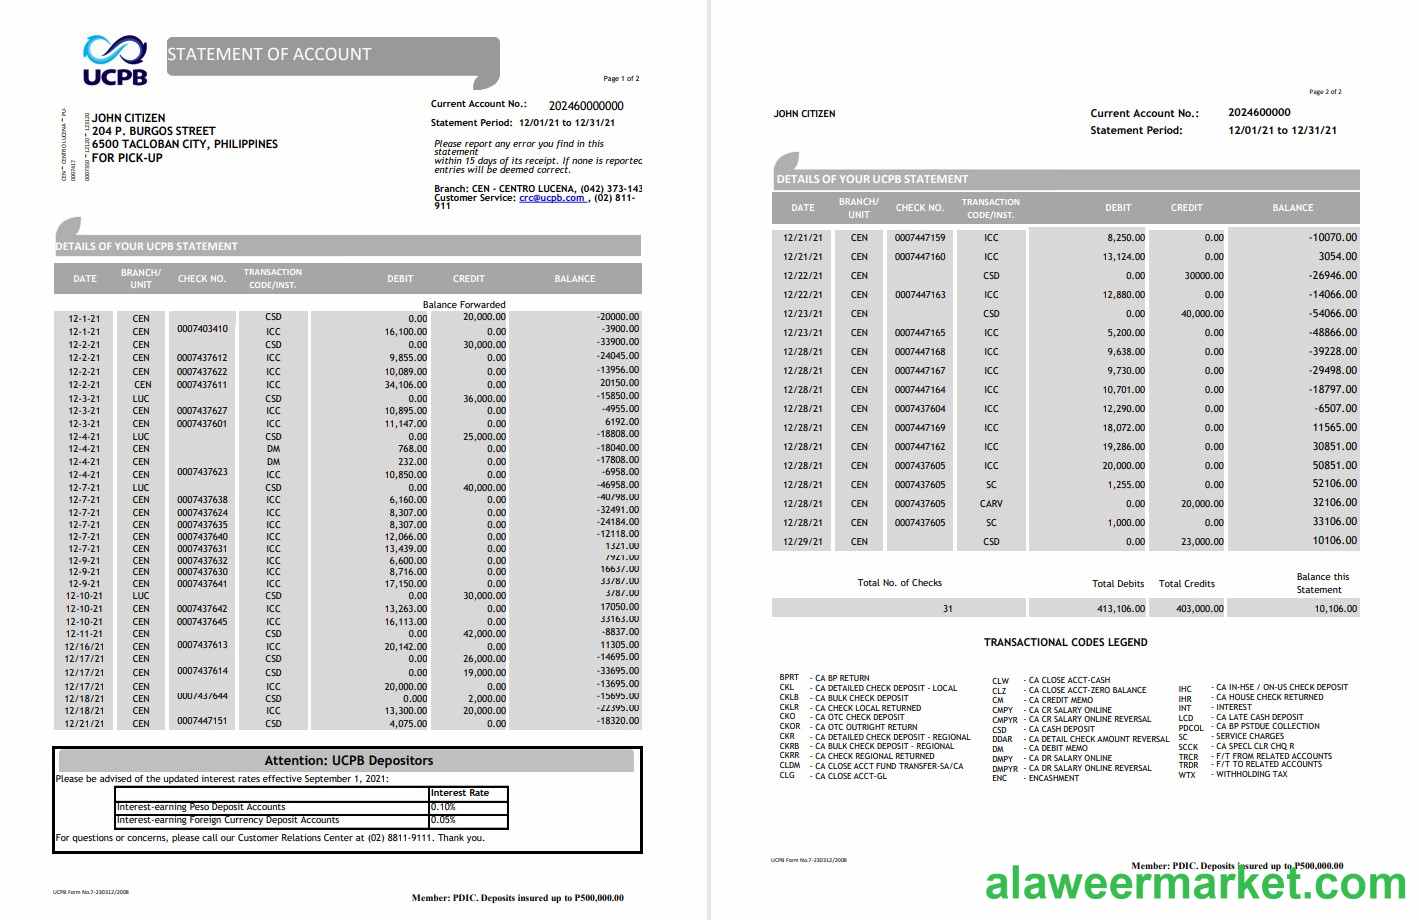 UCPB
STATEMENT OF ACCOUNT
Page 1 of 2
JOHN CITIZEN
204 P. BURGOS STREET
6500 TACLOBAN CITY, PHILIPPINES
FOR PICK-UP
Current Account No.: 202460000000
Statement Period: 12/01/21 to 12/31/21
Please report any error you find in this
statement
within 15 days of its receipt. If none is reported
entries will be deemed correct.
Branch: CEN - CENTRO LUCENA, (042) 373-143
Customer Service: crc@ucpb.com , (02) 811-
911
DETAILS OF YOUR UCPB STATEMENT
DATE BRANCH/ UNIT CHECK NO. TRANSACTION CODE/INST. DEBIT CREDIT BALANCE
Balance Forwarded
12-1-21 CEN CSD 0.00 20,000.00 -20000.00
12-1-21 CEN 0007403410 ICC 16,100.00 0.00 -3900.00
12-2-21 CEN CSD 0.00 30,000.00 -33900.00
12-2-21 CEN 0007437612 ICC 9,855.00 0.00 -24045.00
12-2-21 CEN 0007437622 ICC 10,089.00 0.00 -13956.00
12-2-21 CEN 0007437611 ICC 34,106.00 0.00 20150.00
12-3-21 LUC CSD 0.00 36,000.00 -15850.00
12-3-21 CEN 0007437627 ICC 10,895.00 0.00 -4955.00
12-3-21 CEN 0007437601 ICC 11,147.00 0.00 6192.00
12-4-21 LUC CSD 0.00 25,000.00 -18808.00
12-4-21 CEN DM 768.00 0.00 -18040.00
12-4-21 CEN DM 232.00 0.00 -17808.00
12-4-21 CEN 0007437623 ICC 10,850.00 0.00 -6958.00
12-7-21 LUC CSD 0.00 40,000.00 -46958.00
12-7-21 CEN 0007437638 ICC 6,160.00 0.00 -40798.00
12-7-21 CEN 0007437624 ICC 8,307.00 0.00 -32491.00
12-7-21 CEN 0007437635 ICC 8,307.00 0.00 -24184.00
12-7-21 CEN 0007437640 ICC 12,066.00 0.00 -12118.00
12-7-21 CEN 0007437631 ICC 13,439.00 0.00 1321.00
12-9-21 CEN 0007437632 ICC 6,600.00 0.00 7921.00
12-9-21 CEN 0007437630 ICC 8,716.00 0.00 16637.00
12-9-21 CEN 0007437641 ICC 17,150.00 0.00 33787.00
12-10-21 LUC CSD 0.00 30,000.00 3787.00
12-10-21 CEN 0007437642 ICC 13,263.00 0.00 17050.00
12-10-21 CEN 0007437645 ICC 16,113.00 0.00 33163.00
12-11-21 CEN CSD 0.00 42,000.00 -8837.00
12/16/21 CEN 0007437613 ICC 20,142.00 0.00 11305.00
12/17/21 CEN CSD 0.00 26,000.00 -14695.00
12/17/21 CEN 0007437614 CSD 0.00 19,000.00 -33695.00
12/17/21 CEN ICC 20,000.00 0.00 -13695.00
12/18/21 CEN 0007437644 CSD 0.000 2,000.00 -15695.00
12/18/21 CEN ICC 13,300.00 20,000.00 -22395.00
12/21/21 CEN 0007447151 CSD 4,075.00 0.00 -18320.00
Attention: UCPB Depositors
Please be advised of the updated interest rates effective September 1, 2021:
Interest Rate
Interest-earning Peso Deposit Accounts 0.10%
Interest-earning Foreign Currency Deposit Accounts 0.05%
For questions or concerns, please call our Customer Relations Center at (02) 8811-9111. Thank you.
UCPB Form No.7-230312/2008
Member: PDIC. Deposits insured up to P500,000.00
Page 2 of 2
JOHN CITIZEN
Current Account No.: 2024600000
Statement Period: 12/01/21 to 12/31/21
DETAILS OF YOUR UCPB STATEMENT
DATE BRANCH/ UNIT CHECK NO. TRANSACTION CODE/INST. DEBIT CREDIT BALANCE
12/21/21 CEN 0007447159 ICC 8,250.00 0.00 -10070.00
12/21/21 CEN 0007447160 ICC 13,124.00 0.00 3054.00
12/22/21 CEN CSD 0.00 30000.00 -26946.00
12/22/21 CEN 0007447163 ICC 12,880.00 0.00 -14066.00
12/23/21 CEN CSD 0.00 40,000.00 -54066.00
12/23/21 CEN 0007447165 ICC 5,200.00 0.00 -48866.00
12/28/21 CEN 0007447168 ICC 9,638.00 0.00 -39228.00
12/28/21 CEN 0007447167 ICC 9,730.00 0.00 -29498.00
12/28/21 CEN 0007447164 ICC 10,701.00 0.00 -18797.00
12/28/21 CEN 0007437604 ICC 12,290.00 0.00 -6507.00
12/28/21 CEN 0007447169 ICC 18,072.00 0.00 11565.00
12/28/21 CEN 0007447162 ICC 19,286.00 0.00 30851.00
12/28/21 CEN 0007437605 ICC 20,000.00 0.00 50851.00
12/28/21 CEN 0007437605 SC 1,255.00 0.00 52106.00
12/28/21 CEN 0007437605 CARV 0.00 20,000.00 32106.00
12/28/21 CEN 0007437605 SC 1,000.00 0.00 33106.00
12/29/21 CEN CSD 0.00 23,000.00 10106.00
Total No. of Checks Total Debits Total Credits Balance this Statement
31 413,106.00 403,000.00 10,106.00
TRANSACTIONAL CODES LEGEND
BPRT - CA BP RETURN
CKL - CA DETAILED CHECK DEPOSIT - LOCAL
CKLB - CA BULK CHECK DEPOSIT
CKLR - CA CHECK LOCAL RETURNED
CKO - CA OTC CHECK DEPOSIT
CKOR - CA OTC OUTRIGHT RETURN
CKR - CA DETAILED CHECK DEPOSIT - REGIONAL
CKRB - CA BULK CHECK DEPOSIT - REGIONAL
CKRR - CA CHECK REGIONAL RETURNED
CLDM - CA CLOSE ACCT FUND TRANSFER-SA/CA
CLG - CA CLOSE ACCT-GL
CLW - CA CLOSE ACCT-CASH
CLZ - CA CLOSE ACCT-ZERO BALANCE
CM - CA CREDIT MEMO
CMPY - CA CR SALARY ONLINE
CMPYR - CA CR SALARY ONLINE REVERSAL
CSD - CA CASH DEPOSIT
DDAR - CA DETAIL CHECK AMOUNT REVERSAL
DM - CA DEBIT MEMO
DMPY - CA DR SALARY ONLINE
DMPYR - CA DR SALARY ONLINE REVERSAL
ENC - ENCASHMENT
IHC - CA IN-HSE / ON-US CHECK DEPOSIT
IHR - CA HOUSE CHECK RETURNED
INT - INTEREST
LCD - CA LATE CASH DEPOSIT
PDCOL - CA BP PSTDUE COLLECTION
SC - SERVICE CHARGES
SCCK - CA SPECL CLR CHQ R
TRCR - F/T FROM RELATED ACCOUNTS
TRDR - F/T TO RELATED ACCOUNTS
WTX - WITHHOLDING TAX
UCPB Form No.7-230312/2008
Member: PDIC. Deposits insured up to P500,000.00
alaweermarket.com